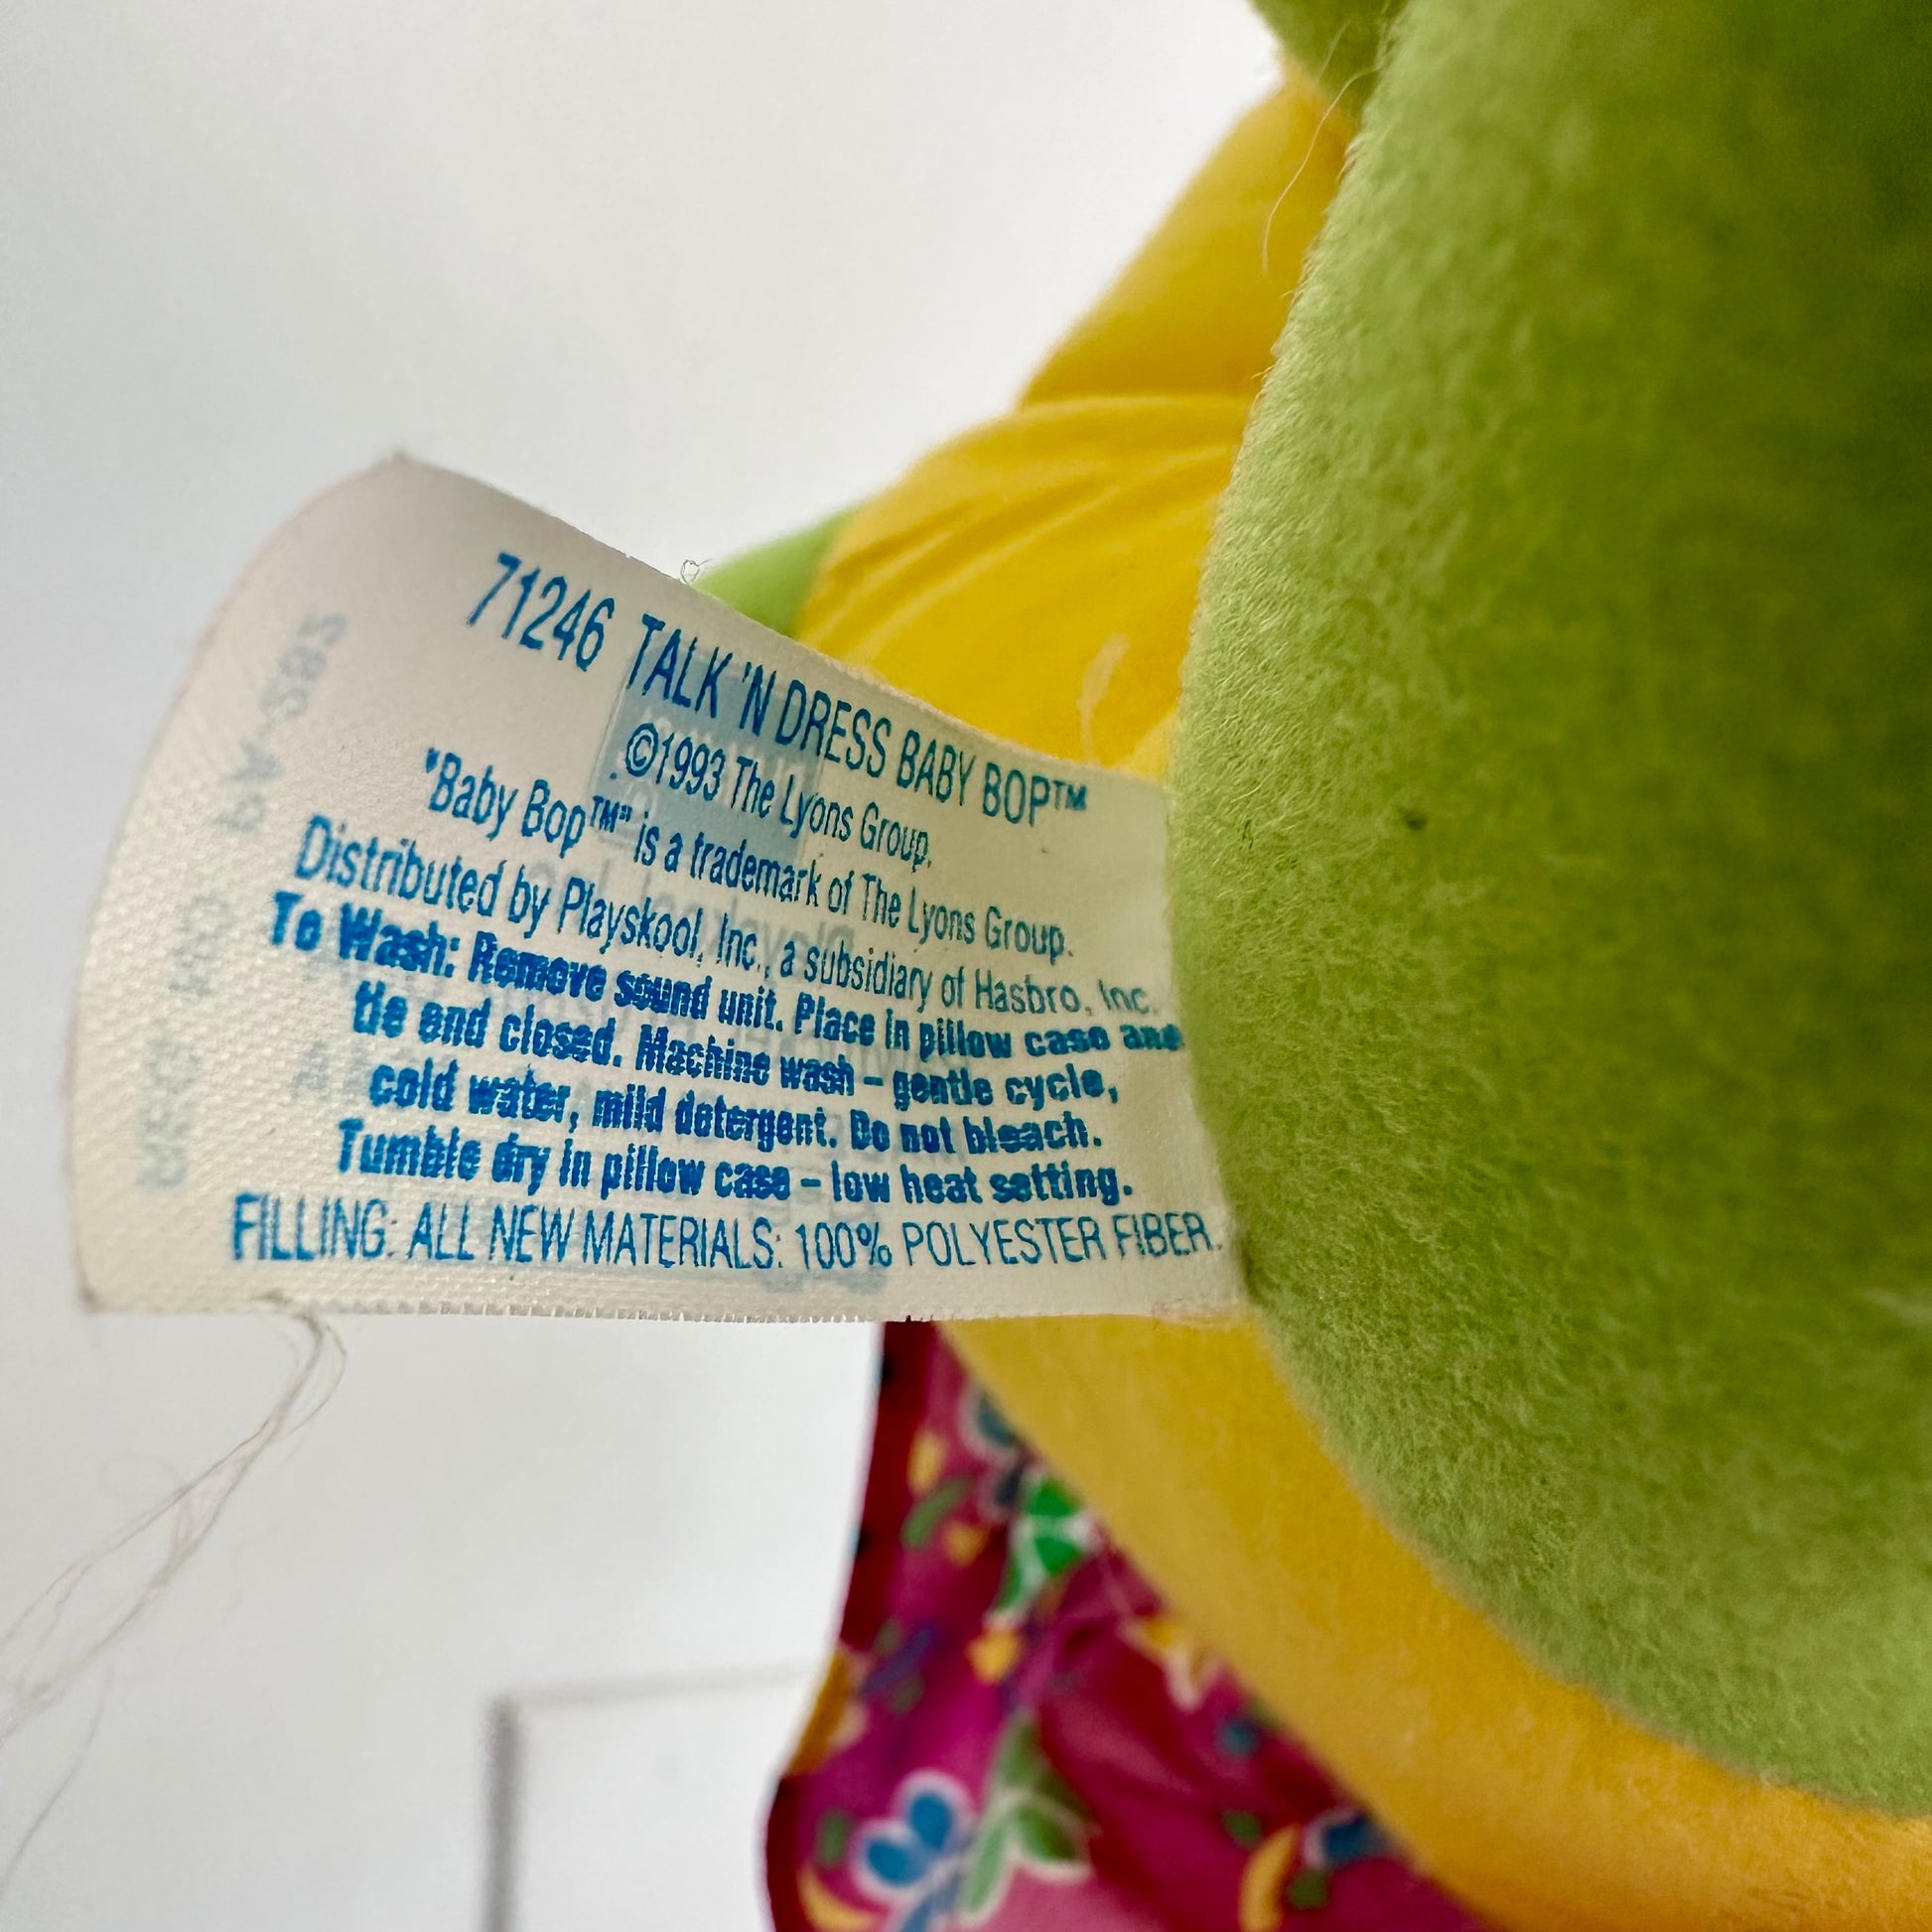 71246 TALK 'N DRESS BABY BOP™
©1993 The Lyons Group.
"Baby Bop™" is a trademark of The Lyons Group.
Distributed by Playskool, Inc., a subsidiary of Hasbro, Inc.
To Wash: Remove sound unit. Place in pillow case and
tie end closed. Machine wash – gentle cycle,
cold water, mild detergent. Do not bleach.
Tumble dry in pillow case – low heat setting.
FILLING: ALL NEW MATERIALS: 100% POLYESTER FIBER.